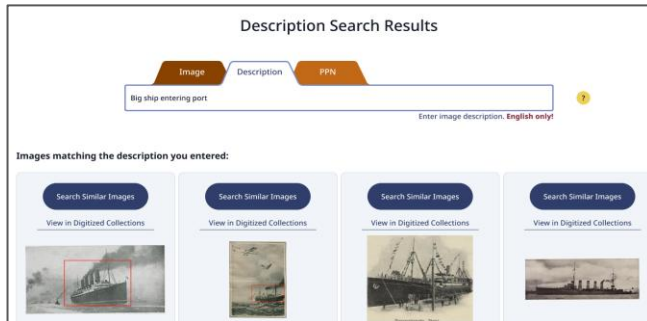 Description Search Results
Image Description PPN
Big ship entering port
?
Enter image description. English only!
Images matching the description you entered:
Search Similar Images Search Similar Images Search Similar Images Search Similar Images
View in Digitized Collections View in Digitized Collections View in Digitized Collections View in Digitized Collections